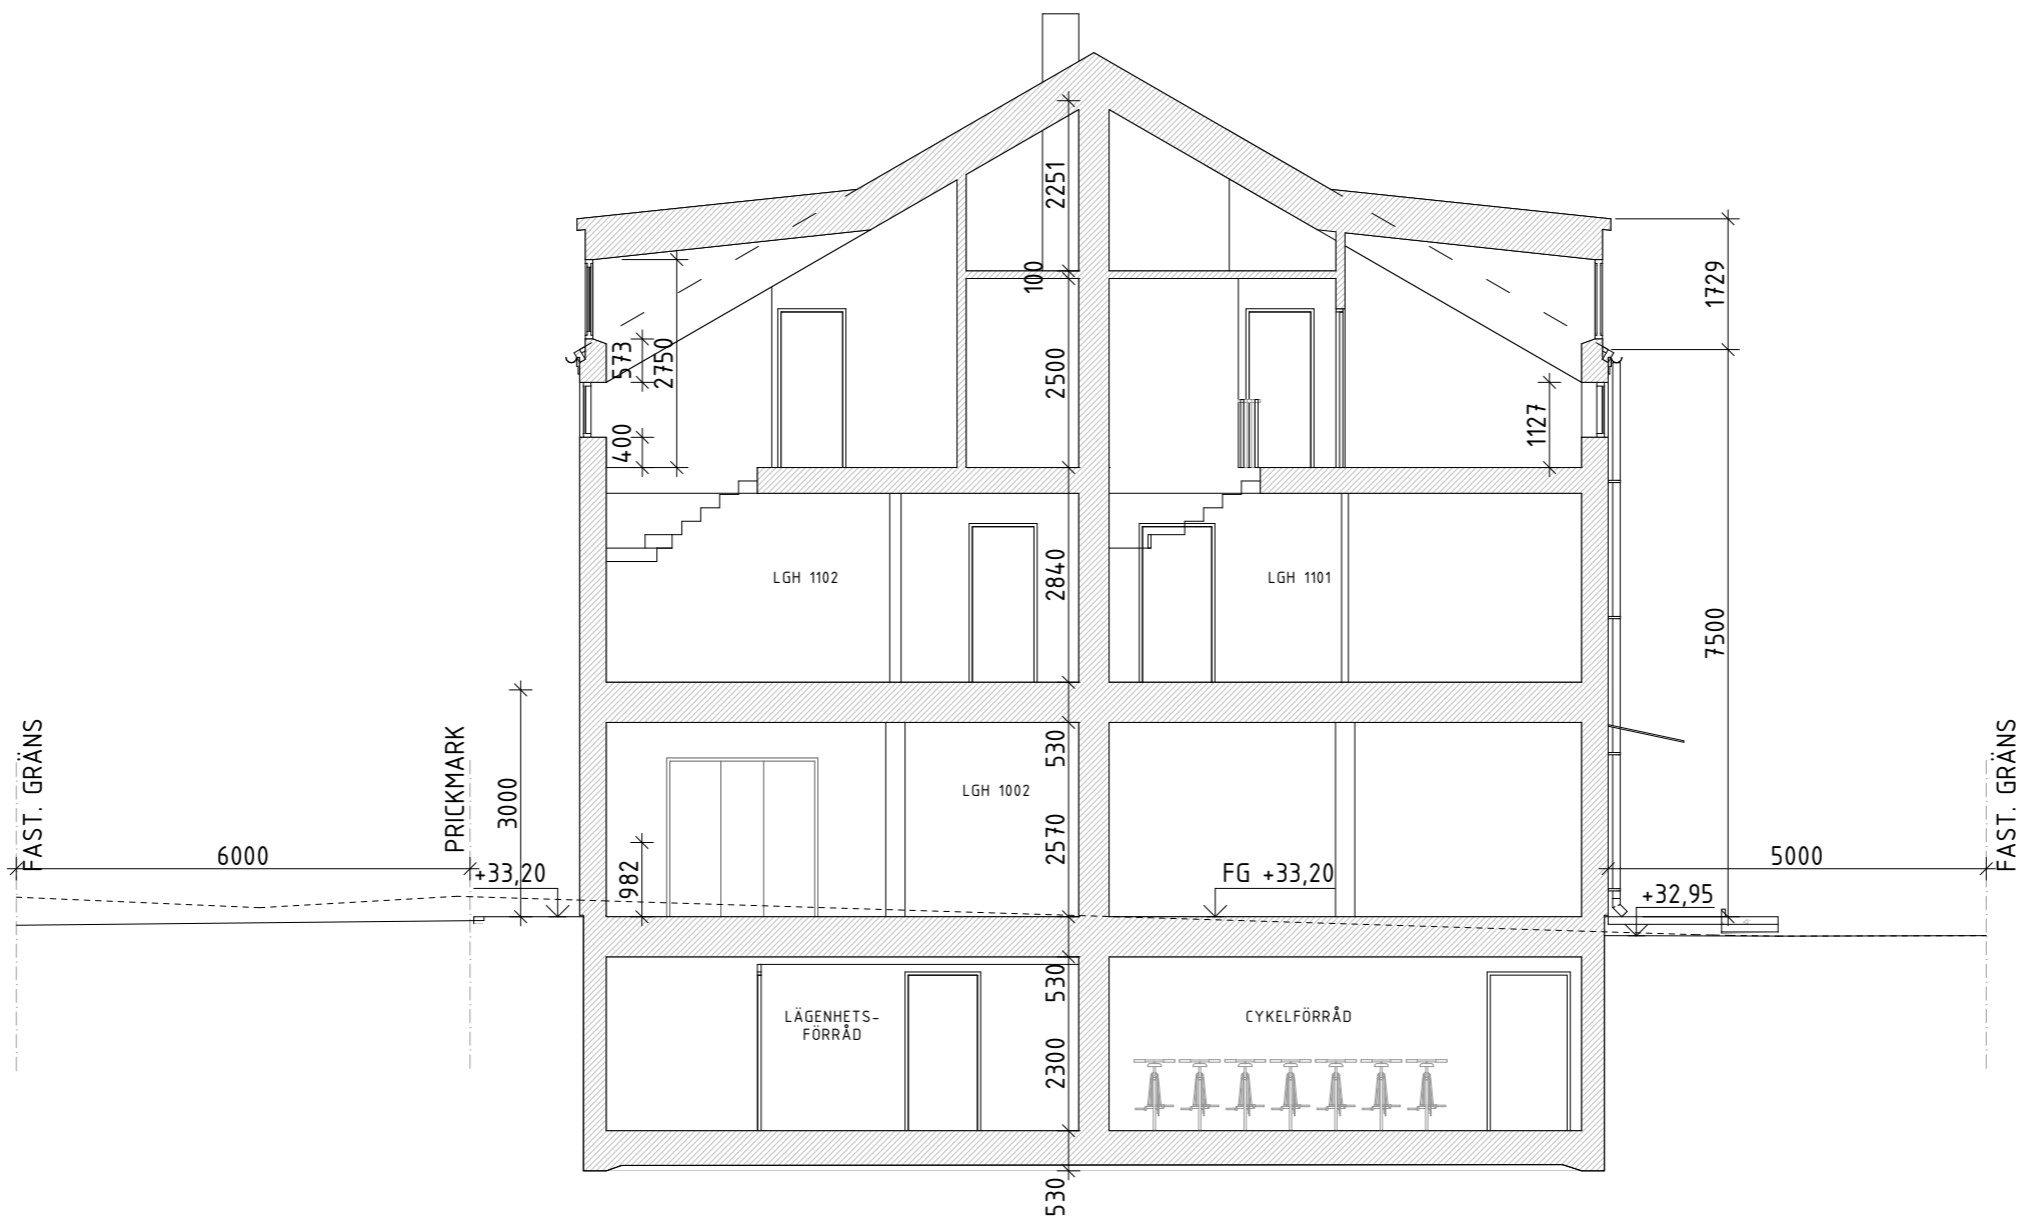 2251
100
1729
573
2750
2500
400
1127
2840
LGH 1102
LGH 1101
7500
FAST. GRÄNS
PRICKMARK
3000
530
LGH 1002
2570
982
6000
+33,20
FG +33,20
5000
+32,95
FAST. GRÄNS
530
LÄGENHETS-
FÖRRÅD
CYKELFÖRRÅD
2300
530